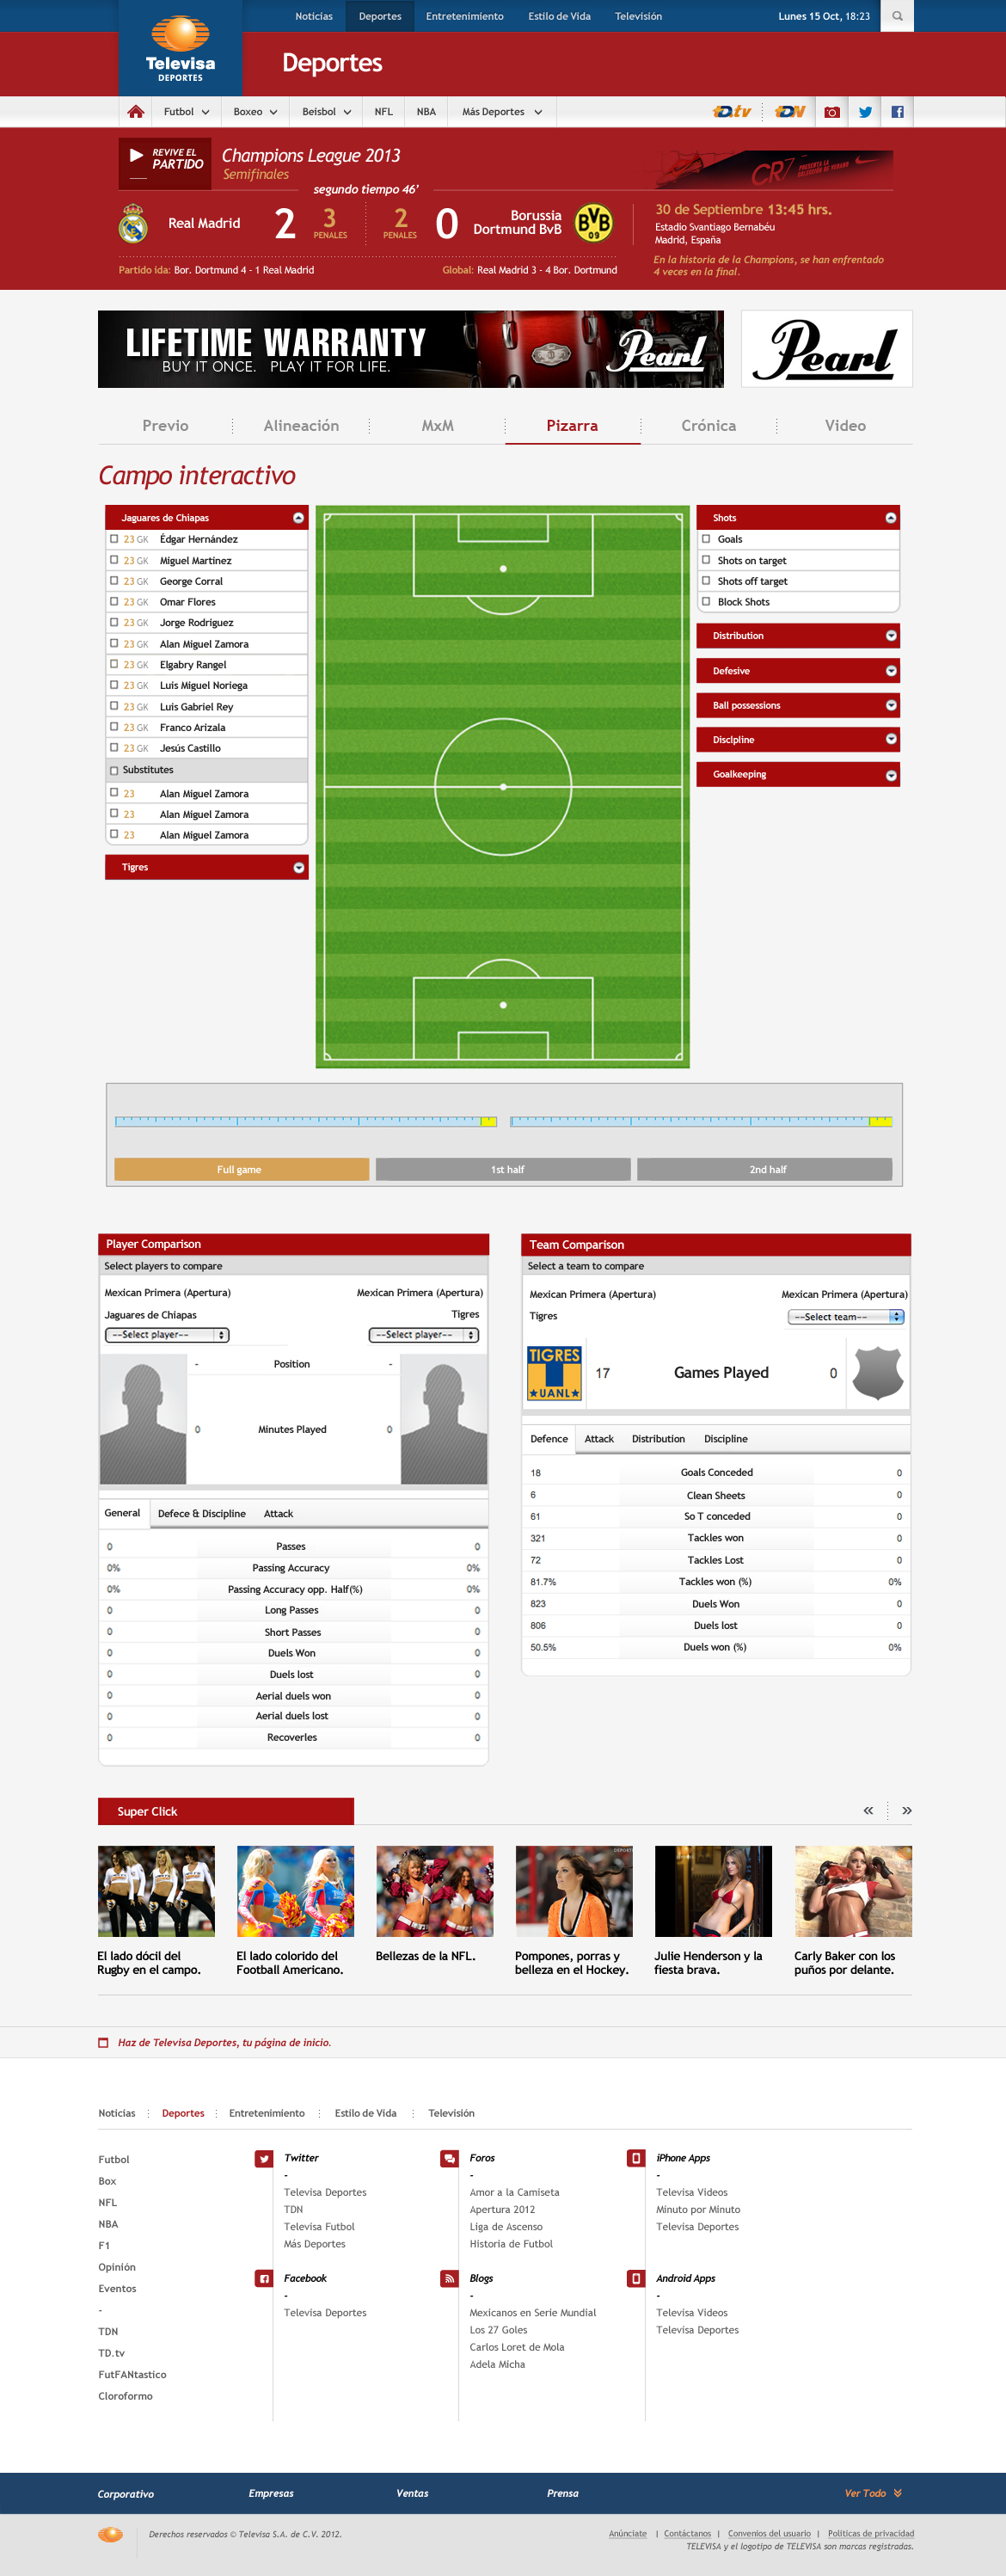 Noticias Deportes Entretenimiento Estilo de Vida Televisión Lunes 15 Oct, 18:23
Televisa
DEPORTES
Deportes
Futbol Boxeo Beisbol NFL NBA Más Deportes TD.tv TDN
REVIVE EL
PARTIDO
Champions League 2013
Semifinales
CR7 PRESENTA LA
SELECCIÓN DE VERANO
segundo tiempo 46'
Real Madrid 2 3 PENALES 2 PENALES 0 Borussia
Dortmund BvB
BVB
09
30 de Septiembre 13:45 hrs.
Estadio Svantiago Bernabéu
Madrid, España
En la historia de la Champions, se han enfrentado
4 veces en la final.
Partido ida: Bor. Dortmund 4 - 1 Real Madrid Global: Real Madrid 3 - 4 Bor. Dortmund
LIFETIME WARRANTY
BUY IT ONCE. PLAY IT FOR LIFE.
Pearl
Pearl
Previo Alineación MxM Pizarra Crónica Video
Campo interactivo
Jaguares de Chiapas
23 GK Édgar Hernández
23 GK Miguel Martinez
23 GK George Corral
23 GK Omar Flores
23 GK Jorge Rodriguez
23 GK Alan Miguel Zamora
23 GK Elgabry Rangel
23 GK Luis Miguel Noriega
23 GK Luis Gabriel Rey
23 GK Franco Arizala
23 GK Jesús Castillo
Substitutes
23 Alan Miguel Zamora
23 Alan Miguel Zamora
23 Alan Miguel Zamora
Tigres
Shots
Goals
Shots on target
Shots off target
Block Shots
Distribution
Defesive
Ball possessions
Discipline
Goalkeeping
Full game 1st half 2nd half
Player Comparison
Select players to compare
Mexican Primera (Apertura) Mexican Primera (Apertura)
Jaguares de Chiapas Tigres
--Select player-- --Select player--
- Position -
0 Minutes Played 0
General Defece & Discipline Attack
0 Passes 0
0% Passing Accuracy 0%
0% Passing Accuracy opp. Half(%) 0%
0 Long Passes 0
0 Short Passes 0
0 Duels Won 0
0 Duels lost 0
0 Aerial duels won 0
0 Aerial duels lost 0
0 Recoverles 0
Team Comparison
Select a team to compare
Mexican Primera (Apertura) Mexican Primera (Apertura)
Tigres --Select team--
TIGRES
UANL
17 Games Played 0
Defence Attack Distribution Discipline
18 Goals Conceded 0
6 Clean Sheets 0
61 So T conceded 0
321 Tackles won 0
72 Tackles Lost 0
81.7% Tackles won (%) 0%
823 Duels Won 0
806 Duels lost 0
50.5% Duels won (%) 0%
Super Click « »
El lado dócil del
Rugby en el campo.
El lado colorido del
Football Americano.
Bellezas de la NFL.
Pompones, porras y
belleza en el Hockey.
Julie Henderson y la
fiesta brava.
Carly Baker con los
puños por delante.
Haz de Televisa Deportes, tu página de inicio.
Noticias Deportes Entretenimiento Estilo de Vida Televisión
Futbol
Box
NFL
NBA
F1
Opinión
Eventos
-
TDN
TD.tv
FutFANtastico
Cloroformo
Twitter
-
Televisa Deportes
TDN
Televisa Futbol
Más Deportes
Facebook
-
Televisa Deportes
Foros
-
Amor a la Camiseta
Apertura 2012
Liga de Ascenso
Historia de Futbol
Blogs
-
Mexicanos en Serie Mundial
Los 27 Goles
Carlos Loret de Mola
Adela Micha
iPhone Apps
-
Televisa Videos
Minuto por Minuto
Televisa Deportes
Android Apps
-
Televisa Videos
Televisa Deportes
Corporativo Empresas Ventas Prensa Ver Todo
Derechos reservados © Televisa S.A. de C.V. 2012.
Anúnciate | Contáctanos | Convenios del usuario | Políticas de privacidad
TELEVISA y el logotipo de TELEVISA son marcas registradas.